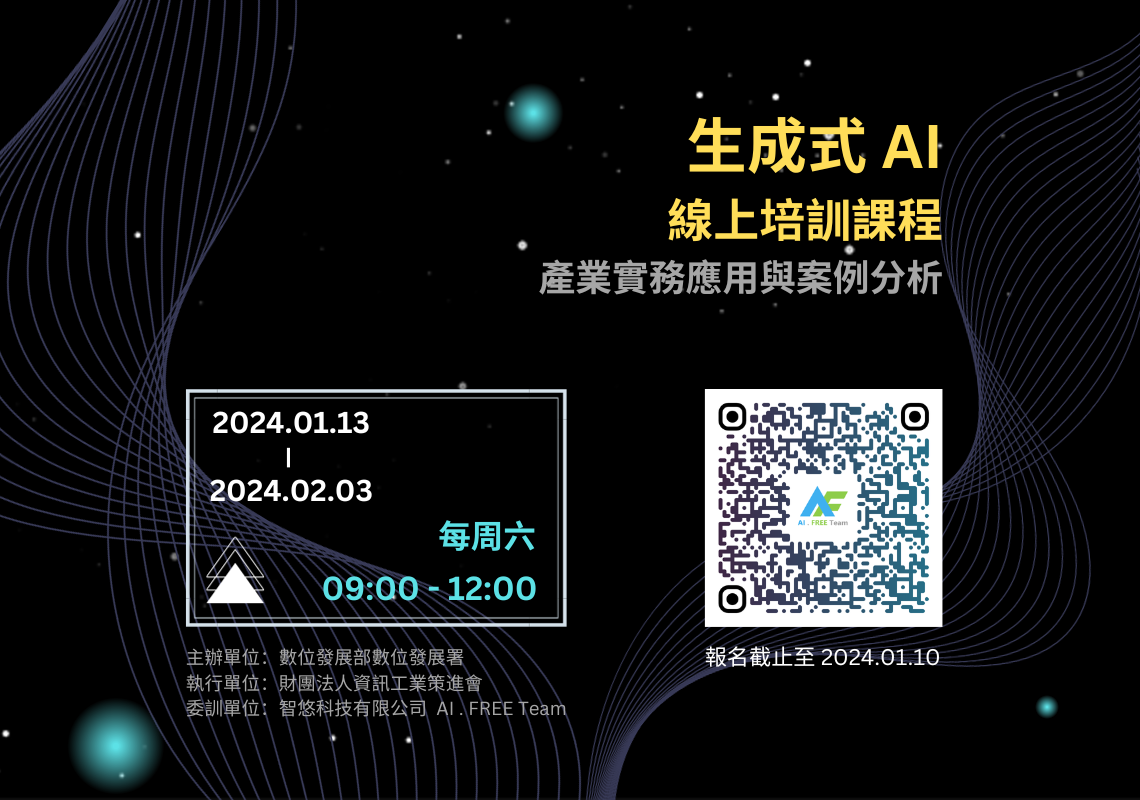 生成式 AI
線上培訓課程
產業實務應用與案例分析
2024.01.13
|
2024.02.03
每周六
09:00 - 12:00
AI . FREE Team
報名截止至 2024.01.10
主辦單位：數位發展部數位發展署
執行單位：財團法人資訊工業策進會
委訓單位：智悠科技有限公司 AI . FREE Team